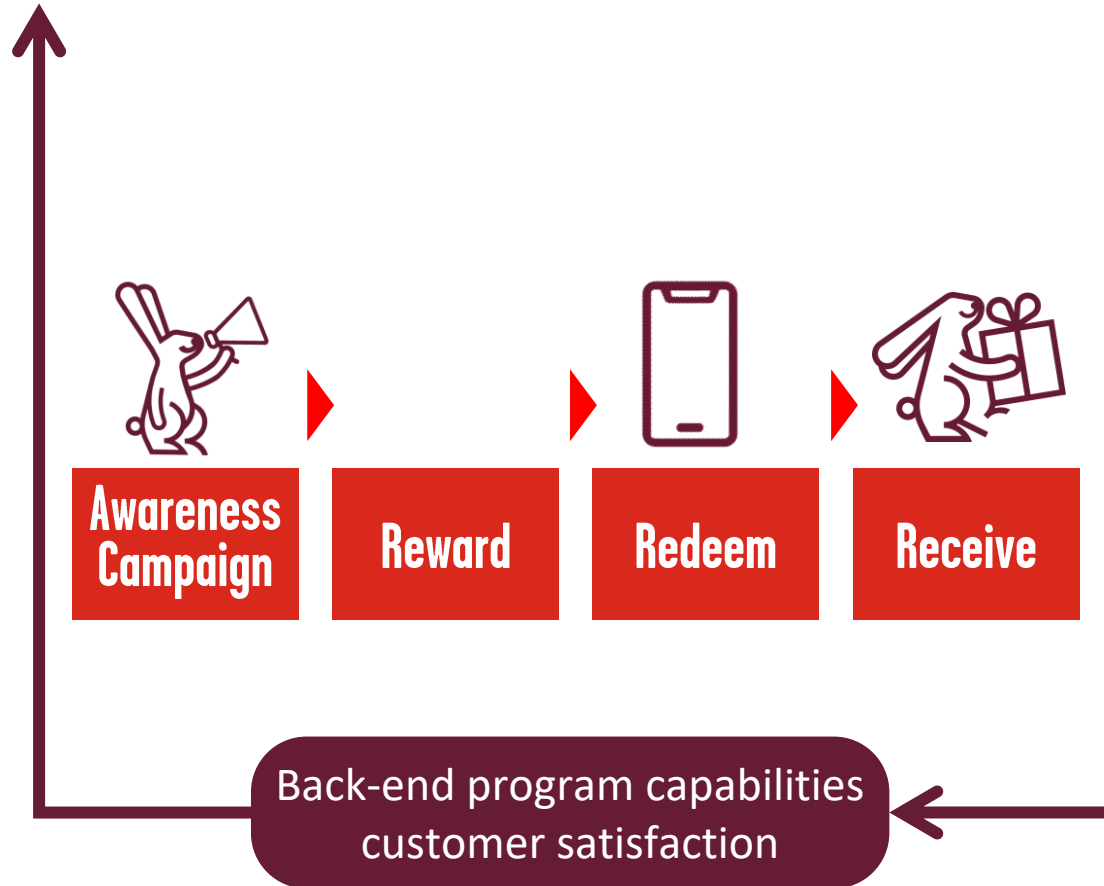 Awareness
Campaign
Reward
Redeem
Receive
Back-end program capabilities
customer satisfaction